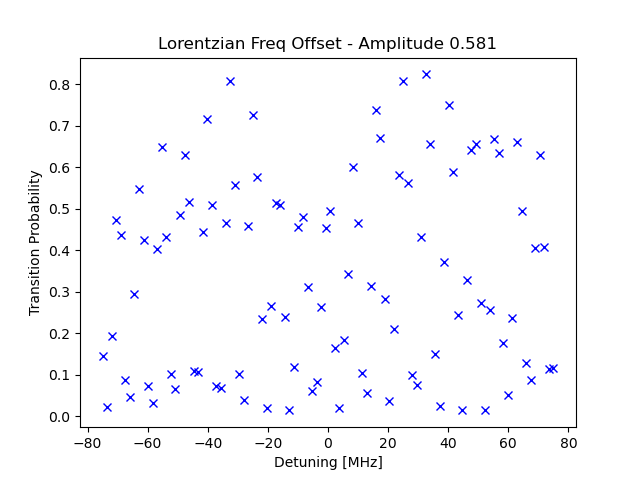 Lorentzian Freq Offset - Amplitude 0.581
Transition Probability
0.8
0.7
0.6
0.5
0.4
0.3
0.2
0.1
0.0
−80 −60 −40 −20 0 20 40 60 80
Detuning [MHz]